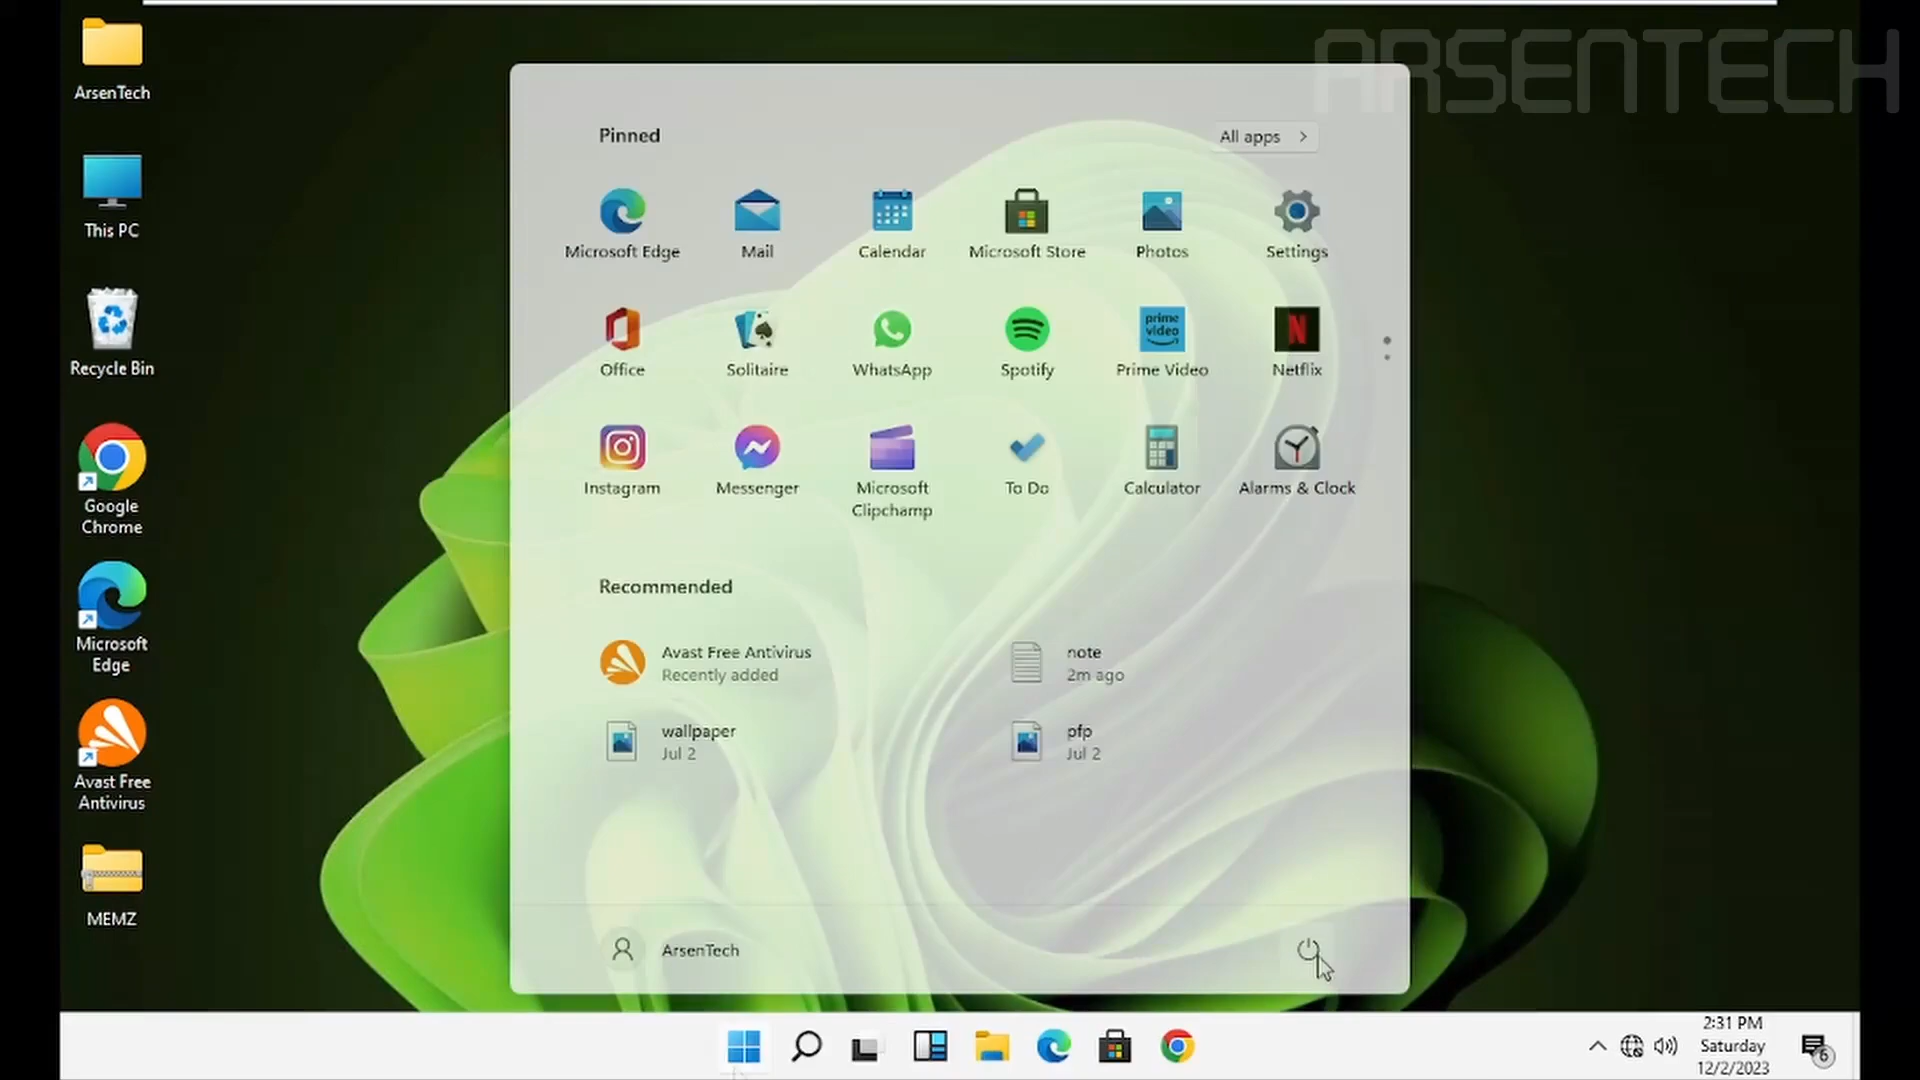 ARSENTECH
ArsenTech
This PC
Recycle Bin
Google
Chrome
Microsoft
Edge
Avast Free
Antivirus
MEMZ
Pinned
All apps
Microsoft Edge
Mail
Calendar
Microsoft Store
Photos
Settings
Office
Solitaire
WhatsApp
Spotify
prime
video
Prime Video
N
Netflix
Instagram
Messenger
Microsoft
Clipchamp
To Do
Calculator
Alarms & Clock
Recommended
Avast Free Antivirus
Recently added
note
2m ago
wallpaper
Jul 2
pfp
Jul 2
ArsenTech
2:31 PM
Saturday
12/2/2023
6